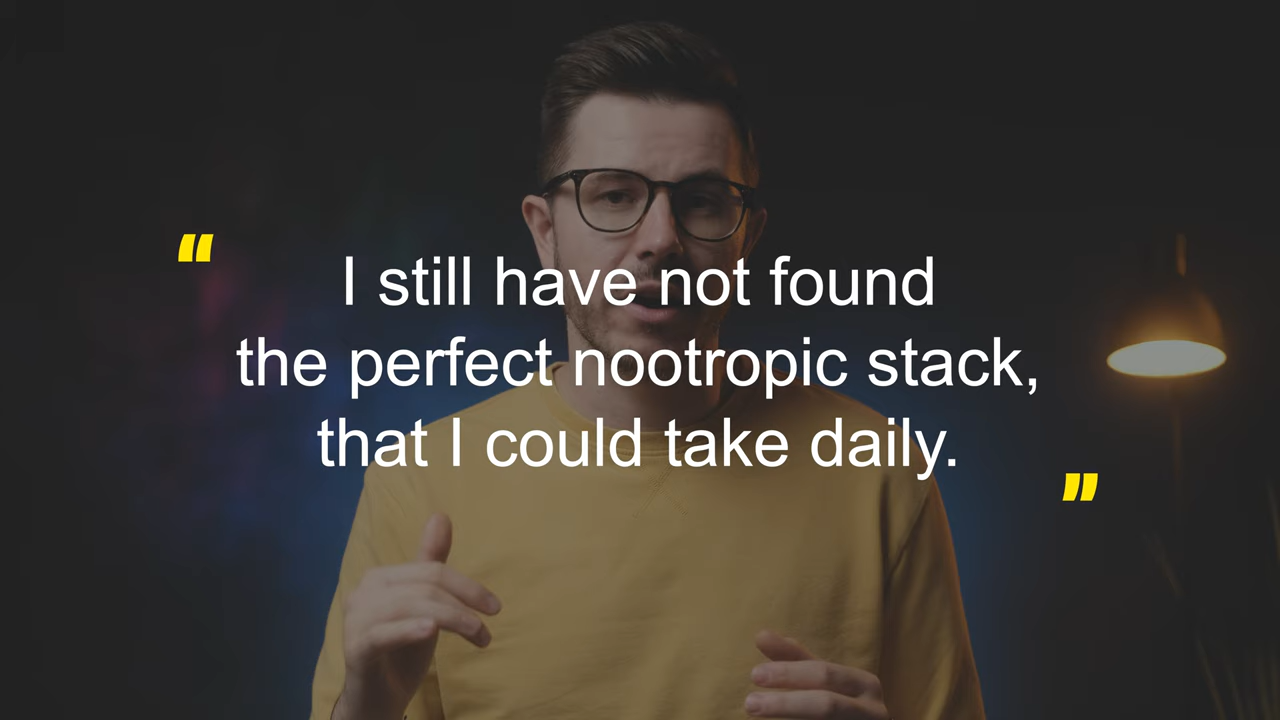 "I still have not found
the perfect nootropic stack,
that I could take daily."